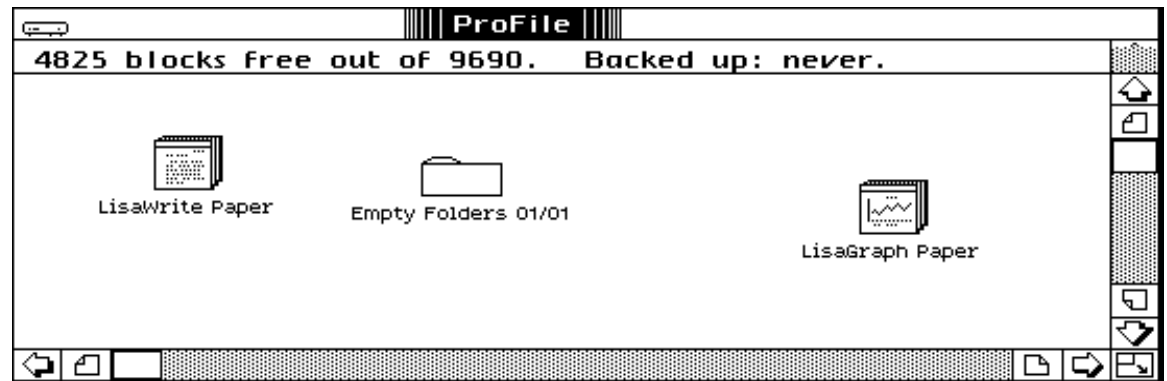 ProFile
4825 blocks free out of 9690. Backed up: never.
LisaWrite Paper
Empty Folders 01/01
LisaGraph Paper